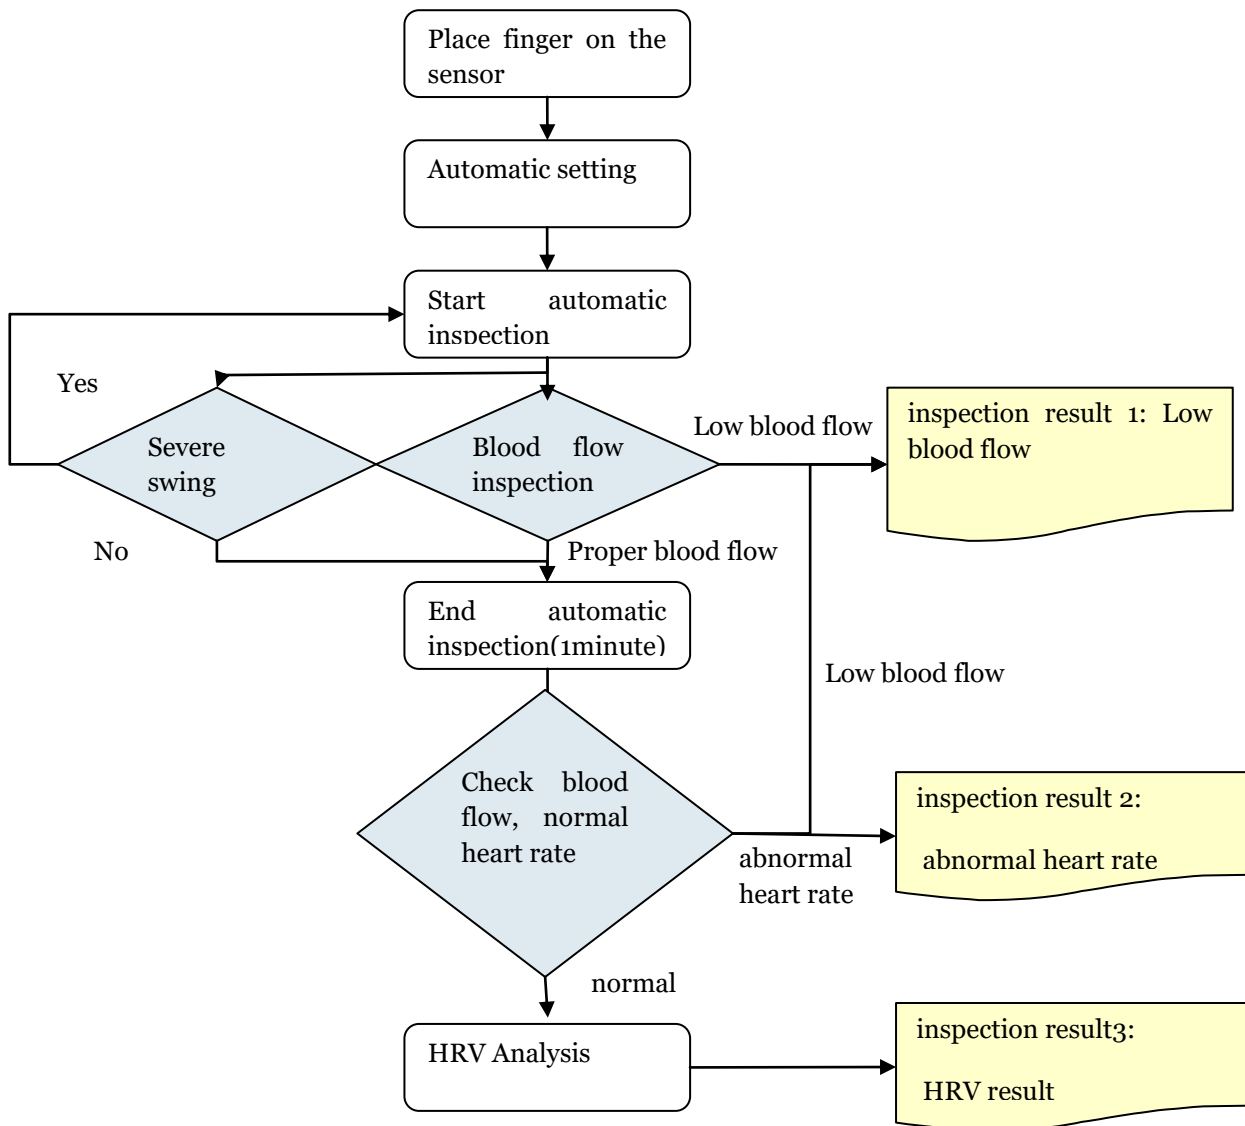 Place finger on the
sensor
Automatic setting
Start automatic
inspection
Yes
Severe
swing
Blood flow
inspection
Low blood flow
inspection result 1: Low
blood flow
No
Proper blood flow
End automatic
inspection(1minute)
Low blood flow
Check blood
flow, normal
heart rate
abnormal
heart rate
inspection result 2:
abnormal heart rate
normal
HRV Analysis
inspection result3:
HRV result